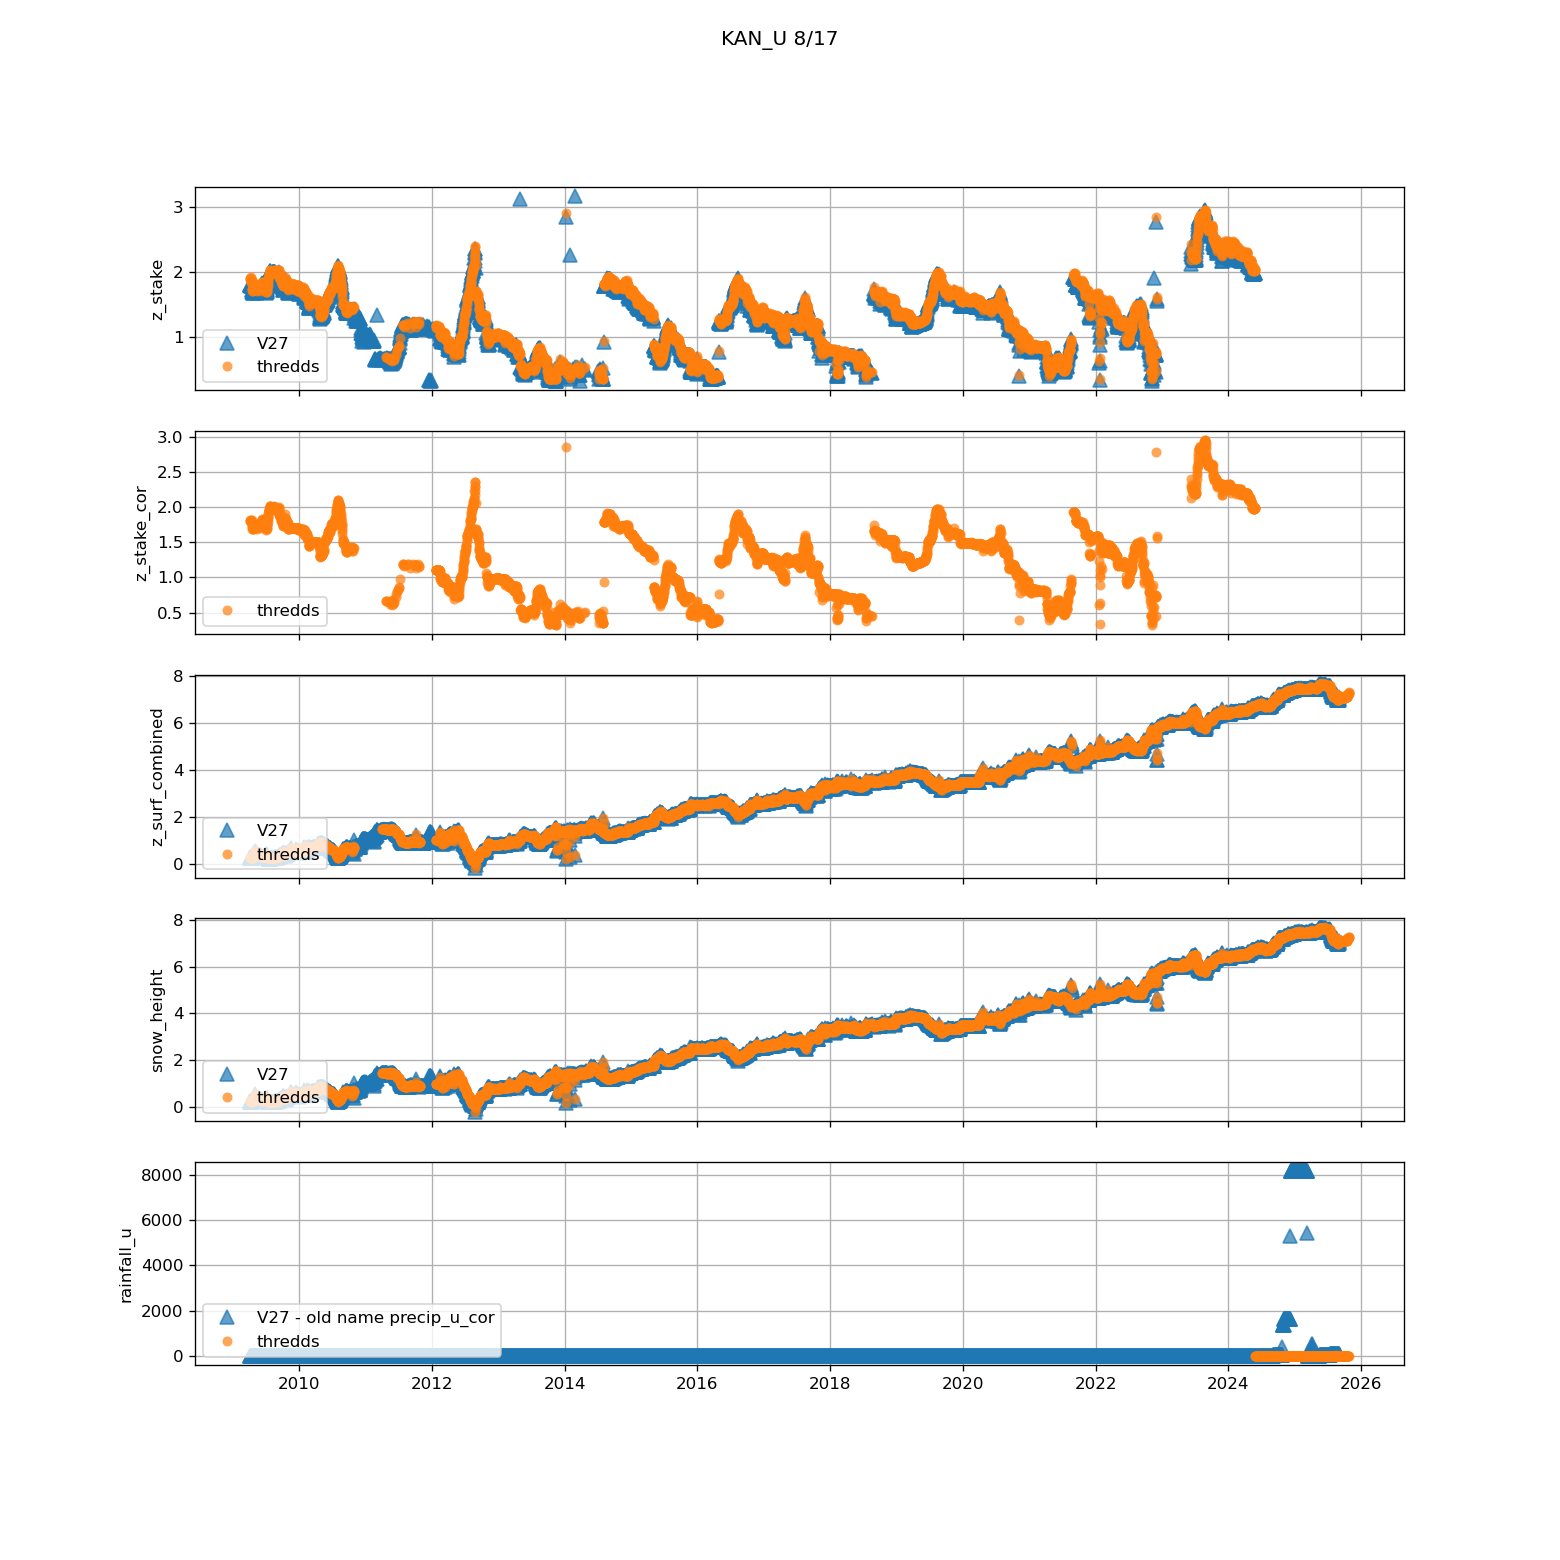 KAN_U 8/17
z_stake
3
2
1
V27
thredds
z_stake_cor
3.0
2.5
2.0
1.5
1.0
0.5
thredds
z_surf_combined
8
6
4
2
0
V27
thredds
snow_height
8
6
4
2
0
V27
thredds
rainfall_u
8000
6000
4000
2000
0
V27 - old name precip_u_cor
thredds
2010 2012 2014 2016 2018 2020 2022 2024 2026